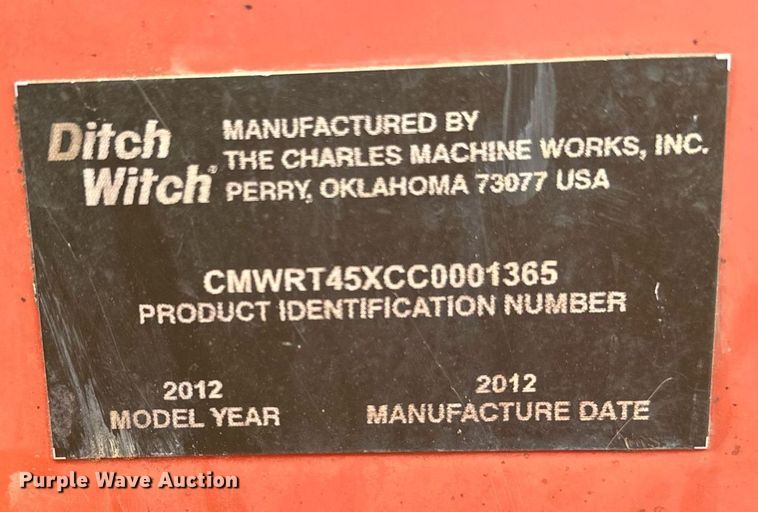 Ditch
Witch®
MANUFACTURED BY
THE CHARLES MACHINE WORKS, INC.
PERRY, OKLAHOMA 73077 USA
CMWRT45XCC0001365
PRODUCT IDENTIFICATION NUMBER
2012
MODEL YEAR
2012
MANUFACTURE DATE
Purple Wave Auction